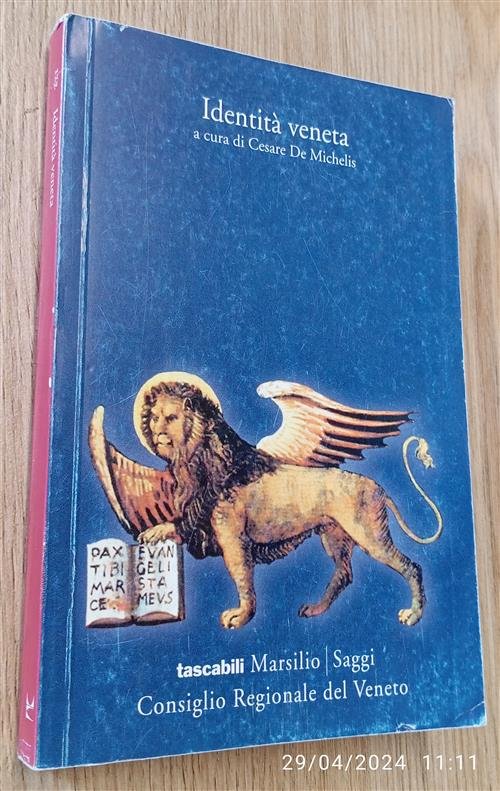 Identità veneta
a cura di Cesare De Michelis
Identità veneta
PAX
TIBI
MAR
CE
EVAN
GELI
STA
MEVS
tascabili Marsilio | Saggi
Consiglio Regionale del Veneto
29/04/2024 11:11